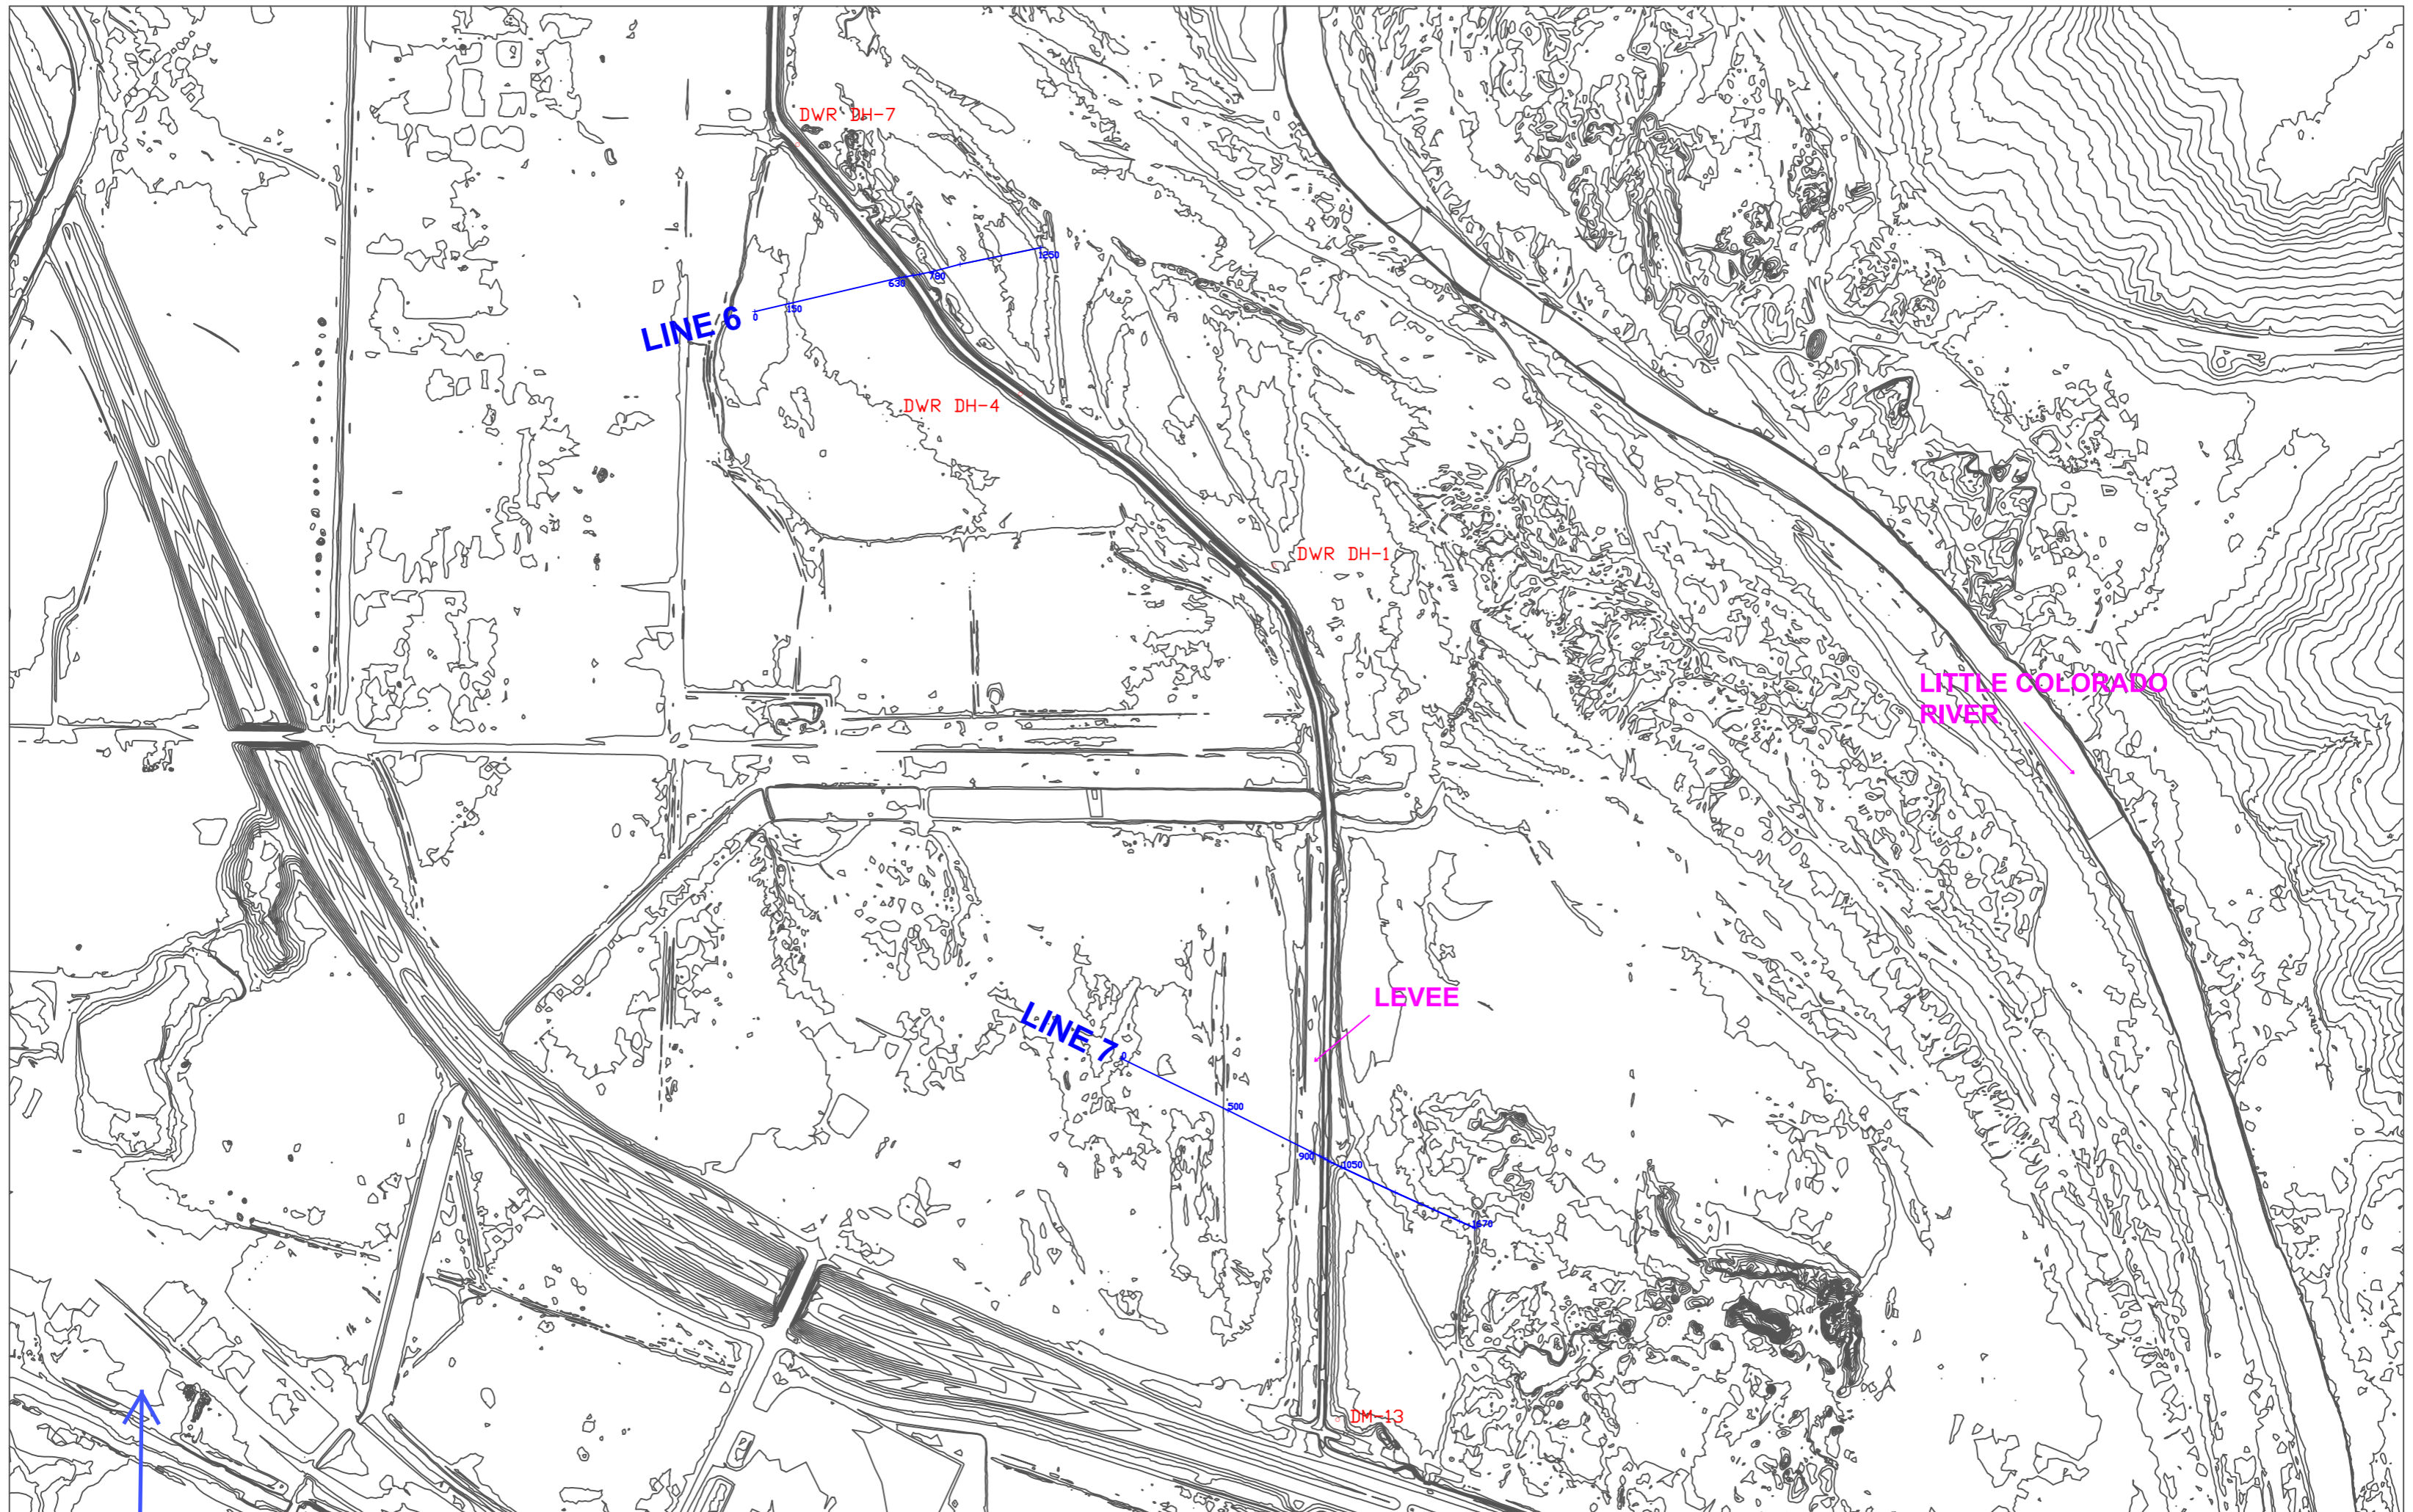 DWR DH-7
1250
780
630
150
0
LINE 6
DWR DH-4
DWR DH-1
LITTLE COLORADO
RIVER
LEVEE
LINE 7
0
500
900
1050
1670
DM-13